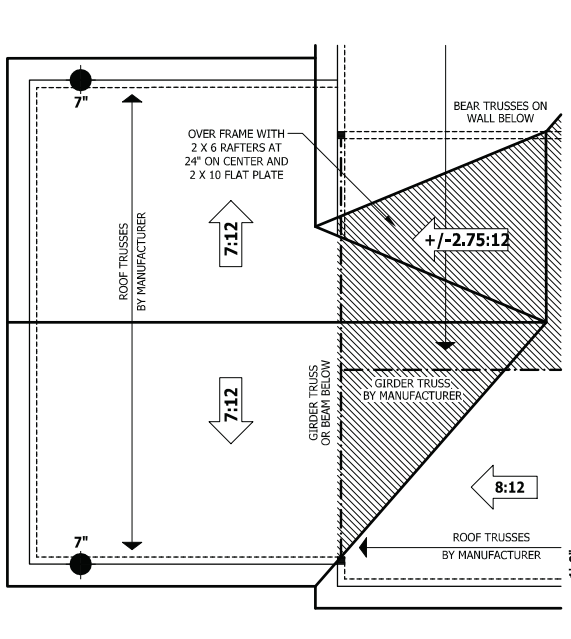 7"
BEAR TRUSSES ON
WALL BELOW
OVER FRAME WITH
2 X 6 RAFTERS AT
24" ON CENTER AND
2 X 10 FLAT PLATE
ROOF TRUSSES
BY MANUFACTURER
7:12
+/-2.75:12
7:12
GIRDER TRUSS
OR BEAM BELOW
GIRDER TRUSS
BY MANUFACTURER
8:12
7"
ROOF TRUSSES
BY MANUFACTURER